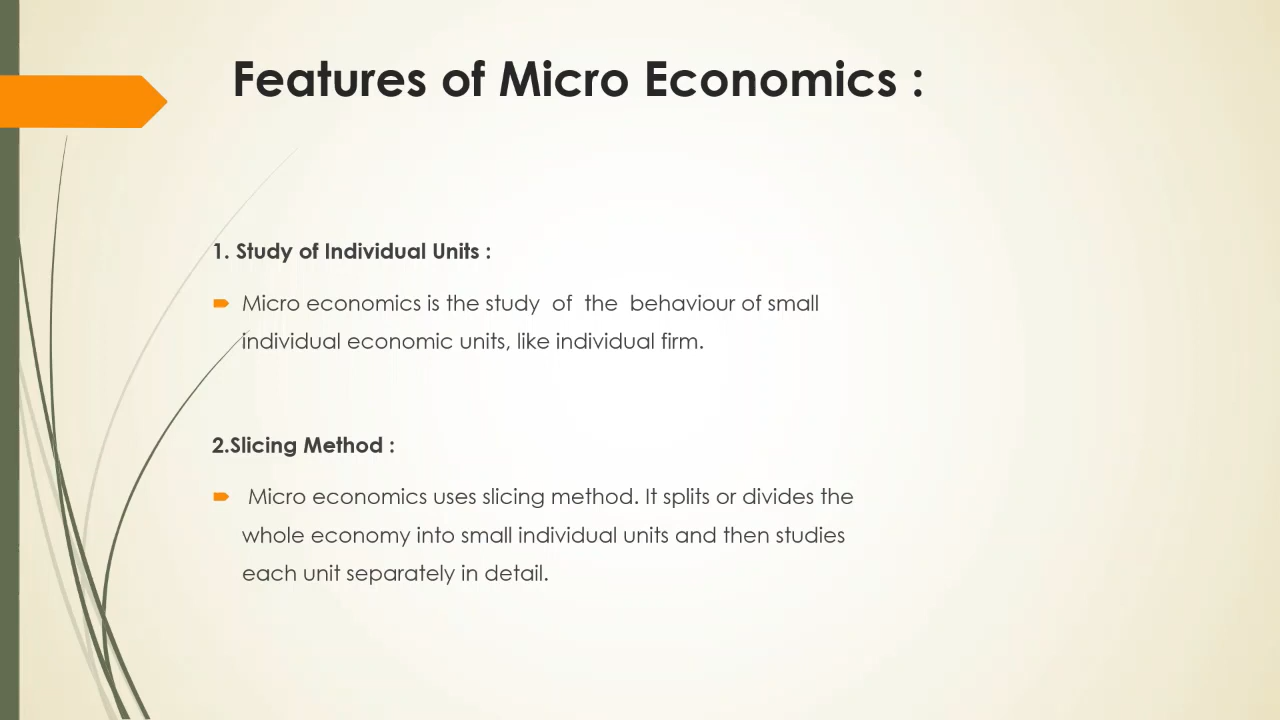 Features of Micro Economics :
1. Study of Individual Units :
Micro economics is the study of the behaviour of small
individual economic units, like individual firm.
2.Slicing Method :
Micro economics uses slicing method. It splits or divides the
whole economy into small individual units and then studies
each unit separately in detail.